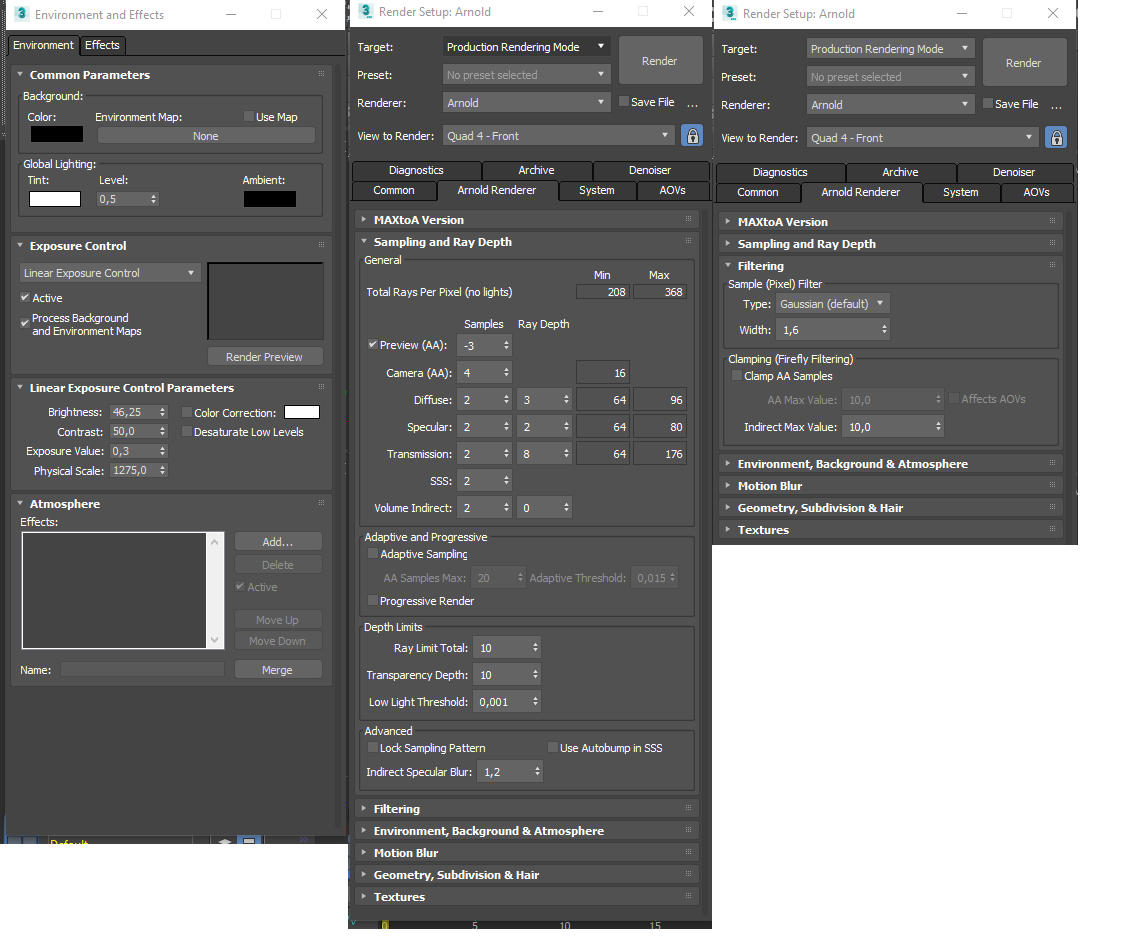 Environment and Effects
Environment Effects
Common Parameters
Background:
Color: Environment Map: Use Map
None
Global Lighting:
Tint: Level: Ambient:
0,5
Exposure Control
Linear Exposure Control
Active
Process Background
and Environment Maps
Render Preview
Linear Exposure Control Parameters
Brightness: 46,25 Color Correction:
Contrast: 50,0 Desaturate Low Levels
Exposure Value: 0,3
Physical Scale: 1275,0
Atmosphere
Effects:
Add...
Delete
Active
Move Up
Move Down
Name: Merge
Default
3 Render Setup: Arnold
Target: Production Rendering Mode
Render
Preset: No preset selected
Renderer: Arnold Save File ...
View to Render: Quad 4 - Front
Diagnostics Archive Denoiser
Common Arnold Renderer System AOVs
MAXtoA Version
Sampling and Ray Depth
General
Min Max
Total Rays Per Pixel (no lights) 208 368
Samples Ray Depth
Preview (AA): -3
Camera (AA): 4 16
Diffuse: 2 3 64 96
Specular: 2 2 64 80
Transmission: 2 8 64 176
SSS: 2
Volume Indirect: 2 0
Adaptive and Progressive
Adaptive Sampling
AA Samples Max: 20 Adaptive Threshold: 0,015
Progressive Render
Depth Limits
Ray Limit Total: 10
Transparency Depth: 10
Low Light Threshold: 0,001
Advanced
Lock Sampling Pattern Use Autobump in SSS
Indirect Specular Blur: 1,2
Filtering
Environment, Background & Atmosphere
Motion Blur
Geometry, Subdivision & Hair
Textures
0 5 10 15
3 Render Setup: Arnold
Target: Production Rendering Mode
Render
Preset: No preset selected
Renderer: Arnold Save File ...
View to Render: Quad 4 - Front
Diagnostics Archive Denoiser
Common Arnold Renderer System AOVs
MAXtoA Version
Sampling and Ray Depth
Filtering
Sample (Pixel) Filter
Type: Gaussian (default)
Width: 1,6
Clamping (Firefly Filtering)
Clamp AA Samples
AA Max Value: 10,0 Affects AOVs
Indirect Max Value: 10,0
Environment, Background & Atmosphere
Motion Blur
Geometry, Subdivision & Hair
Textures